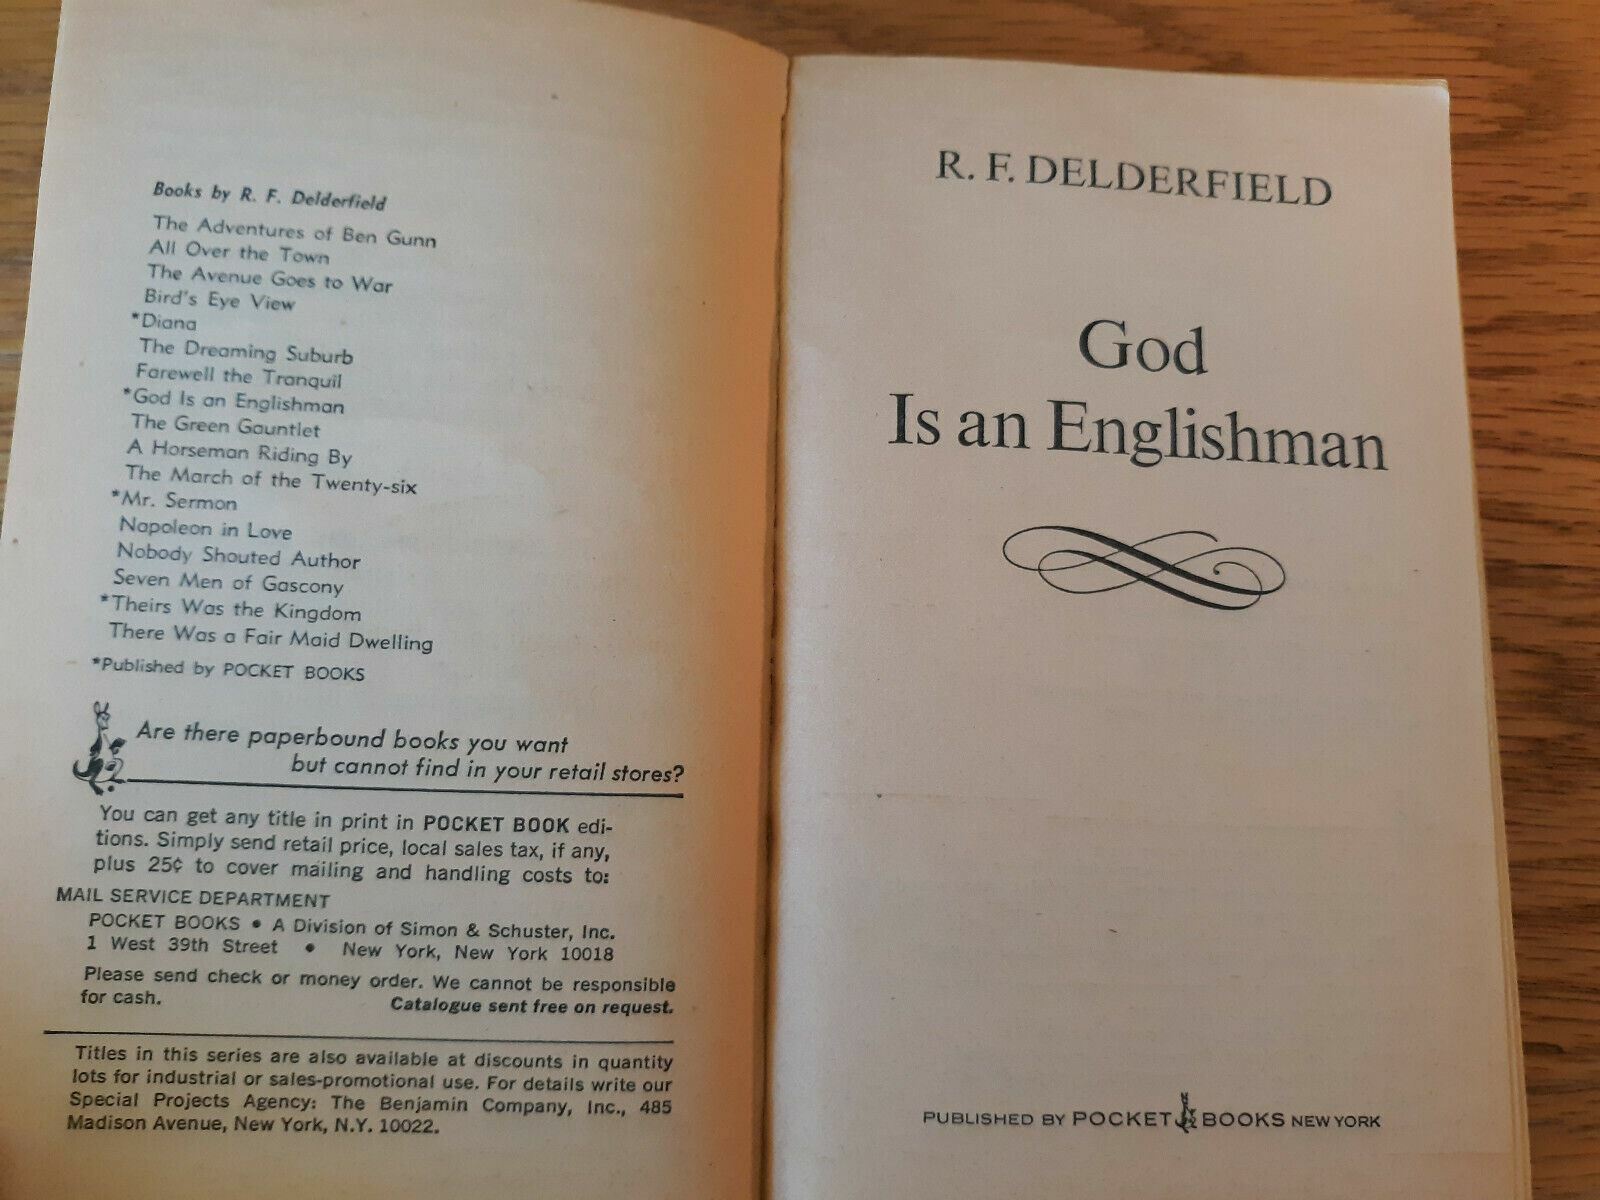 Books by R. F. Delderfield
The Adventures of Ben Gunn
All Over the Town
The Avenue Goes to War
Bird's Eye View
*Diana
The Dreaming Suburb
Farewell the Tranquil
*God Is an Englishman
The Green Gauntlet
A Horseman Riding By
The March of the Twenty-six
*Mr. Sermon
Napoleon in Love
Nobody Shouted Author
Seven Men of Gascony
*Theirs Was the Kingdom
There Was a Fair Maid Dwelling
*Published by POCKET BOOKS
Are there paperbound books you want
but cannot find in your retail stores?
You can get any title in print in POCKET BOOK edi-
tions. Simply send retail price, local sales tax, if any,
plus 25¢ to cover mailing and handling costs to:
MAIL SERVICE DEPARTMENT
POCKET BOOKS • A Division of Simon & Schuster, Inc.
1 West 39th Street • New York, New York 10018
Please send check or money order. We cannot be responsible
for cash. Catalogue sent free on request.
Titles in this series are also available at discounts in quantity
lots for industrial or sales-promotional use. For details write our
Special Projects Agency: The Benjamin Company, Inc., 485
Madison Avenue, New York, N.Y. 10022.
R. F. DELDERFIELD
God
Is an Englishman
PUBLISHED BY POCKET BOOKS NEW YORK